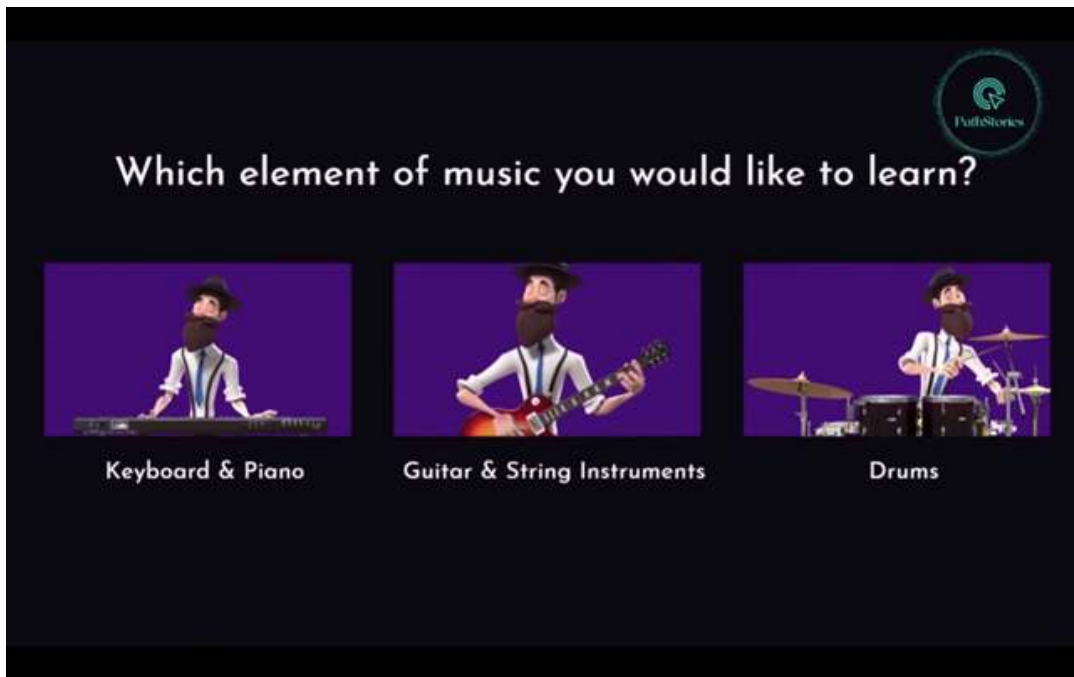 PathStories
Which element of music you would like to learn?
Keyboard & Piano
Guitar & String Instruments
Drums